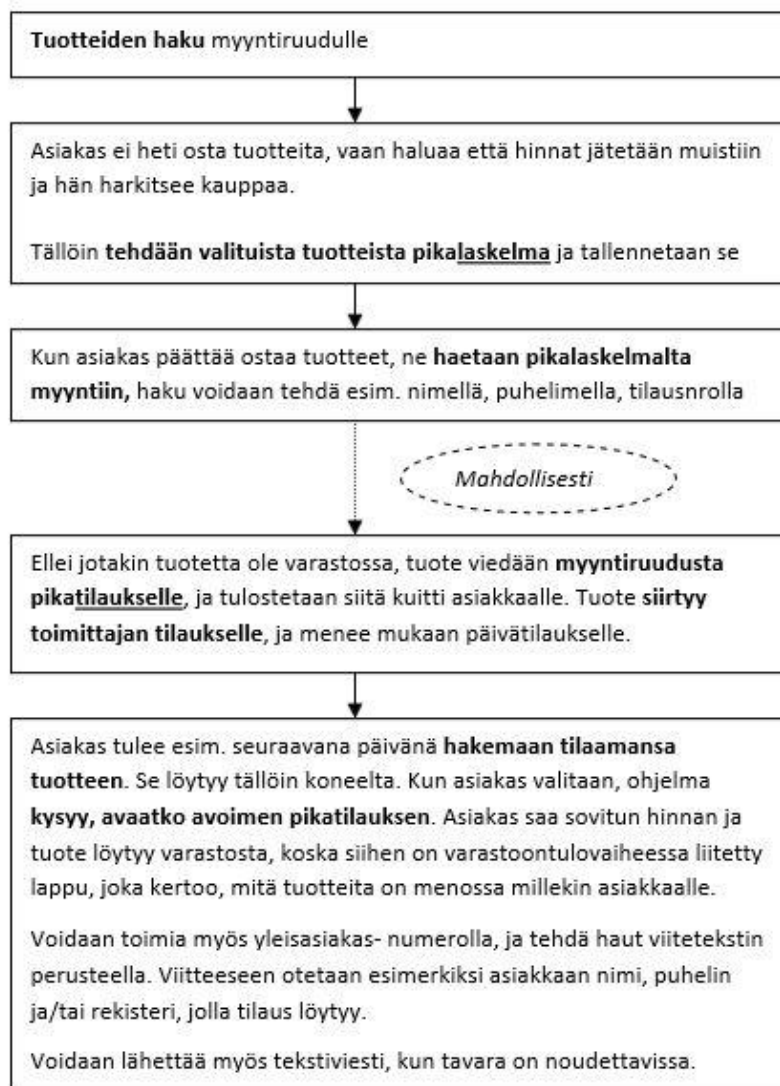 Tuotteiden haku myyntiruudulle
Asiakas ei heti osta tuotteita, vaan haluaa että hinnat jätetään muistiin
ja hän harkitsee kauppaa.
Tällöin tehdään valituista tuotteista pikalaskelma ja tallennetaan se
Kun asiakas päättää ostaa tuotteet, ne haetaan pikalaskelmalta
myyntiin, haku voidaan tehdä esim. nimellä, puhelimella, tilausnrolla
Mahdollisesti
Ellei jotakin tuotetta ole varastossa, tuote viedään myyntiruudusta
pikatilaukselle, ja tulostetaan siitä kuitti asiakkaalle. Tuote siirtyy
toimittajan tilaukselle, ja menee mukaan päivätilaukselle.
Asiakas tulee esim. seuraavana päivänä hakemaan tilaamansa
tuotteen. Se löytyy tällöin koneelta. Kun asiakas valitaan, ohjelma
kysyy, avaatko avoimen pikatilauksen. Asiakas saa sovitun hinnan ja
tuote löytyy varastosta, koska siihen on varastoontulovaiheessa liitetty
lappu, joka kertoo, mitä tuotteita on menossa millekin asiakkaalle.
Voidaan toimia myös yleisasiakas- numerolla, ja tehdä haut viitetekstin
perusteella. Viitteeseen otetaan esimerkiksi asiakkaan nimi, puhelin
ja/tai rekisteri, jolla tilaus löytyy.
Voidaan lähettää myös tekstiviesti, kun tavara on noudettavissa.